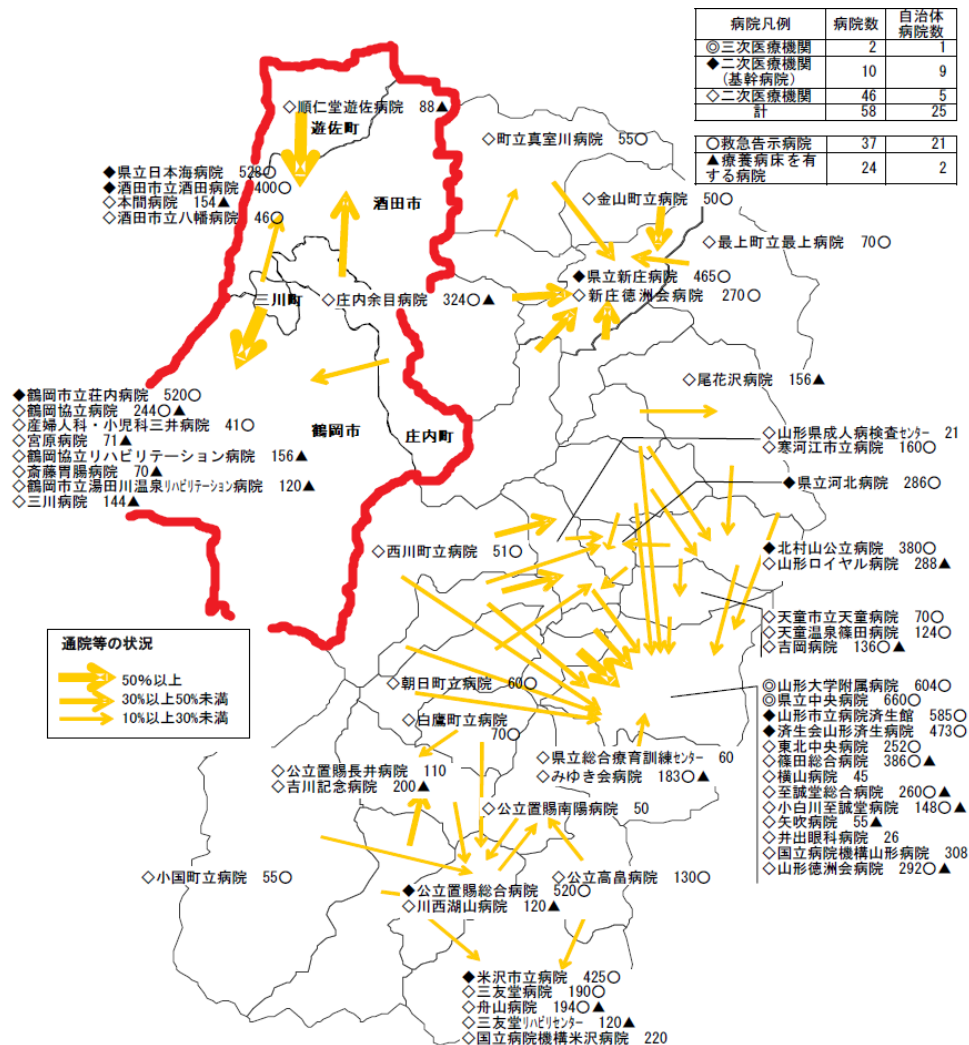 病院凡例 病院数 自治体病院数
◎三次医療機関 2 1
◆二次医療機関(基幹病院) 10 9
◇二次医療機関 46 5
計 58 25
○救急告示病院 37 21
▲療養病床を有する病院 24 2
◇順仁堂遊佐病院 88▲
遊佐町
◇町立真室川病院 55○
◆県立日本海病院 528○
◆酒田市立酒田病院 400○
◇本間病院 154▲
◇酒田市立八幡病院 46○
酒田市
◇金山町立病院 50○
◇最上町立最上病院 70○
◆県立新庄病院 465○
◇新庄徳洲会病院 270○
三川町
◇庄内余目病院 324○▲
◇尾花沢病院 156▲
◆鶴岡市立荘内病院 520○
◇鶴岡協立病院 244○▲
◇産婦人科・小児科三井病院 41○
◇宮原病院 71▲
◇鶴岡協立リハビリテーション病院 156▲
◇斎藤胃腸病院 70▲
◇鶴岡市立湯田川温泉リハビリテーション病院 120▲
◇三川病院 144▲
鶴岡市
庄内町
◇山形県成人病検査センター 21
◇寒河江市立病院 160○
◆県立河北病院 286○
◇西川町立病院 51○
◆北村山公立病院 380○
◇山形ロイヤル病院 288▲
◇天童市立天童病院 70○
◇天童温泉篠田病院 124○
◇吉岡病院 136○▲
通院等の状況
50%以上
30%以上50%未満
10%以上30%未満
◇朝日町立病院 60○
◇白鷹町立病院
70○
◎山形大学附属病院 604○
◎県立中央病院 660○
◆山形市立病院済生館 585○
◆済生会山形済生病院 473○
◇東北中央病院 252○
◇篠田総合病院 386○▲
◇横山病院 45
◇至誠堂総合病院 260○▲
◇小白川至誠堂病院 148○▲
◇矢吹病院 55▲
◇井出眼科病院 26
◇国立病院機構山形病院 308
◇山形徳洲会病院 292○▲
◇県立総合療育訓練センター 60
◇みゆき会病院 183○▲
◇公立置賜長井病院 110
◇吉川記念病院 200▲
◇公立置賜南陽病院 50
◇小国町立病院 55○
◇公立高畠病院 130○
◆公立置賜総合病院 520○
◇川西湖山病院 120▲
◆米沢市立病院 425○
◇三友堂病院 190○
◇舟山病院 194○▲
◇三友堂リハビリセンター 120▲
◇国立病院機構米沢病院 220